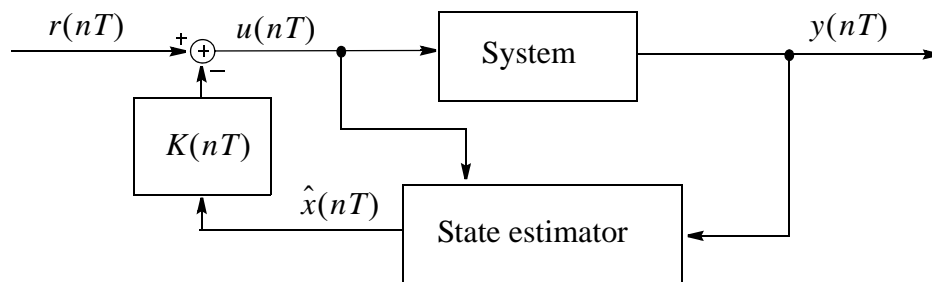 r(nT)
+
+
u(nT)
System
y(nT)
−
K(nT)
x̂(nT)
State estimator